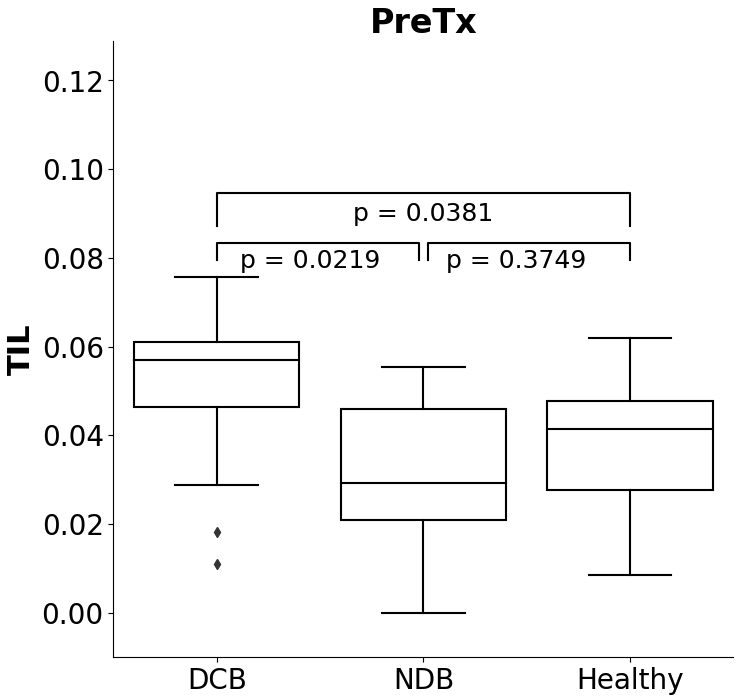 PreTx
0.12
0.10
0.08
0.06
0.04
0.02
0.00
TIL
p = 0.0381
p = 0.0219
p = 0.3749
DCB
NDB
Healthy